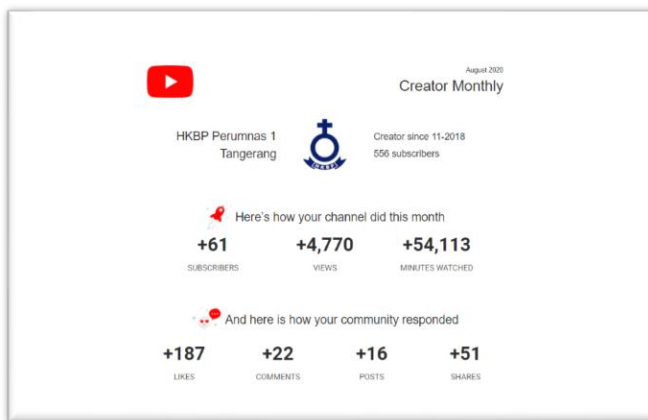 August 2020
Creator Monthly
HKBP Perumnas 1
Tangerang
Creator since 11-2018
556 subscribers
HKBP
Here's how your channel did this month
+61
+4,770
+54,113
SUBSCRIBERS
VIEWS
MINUTES WATCHED
And here is how your community responded
+187
+22
+16
+51
LIKES
COMMENTS
POSTS
SHARES